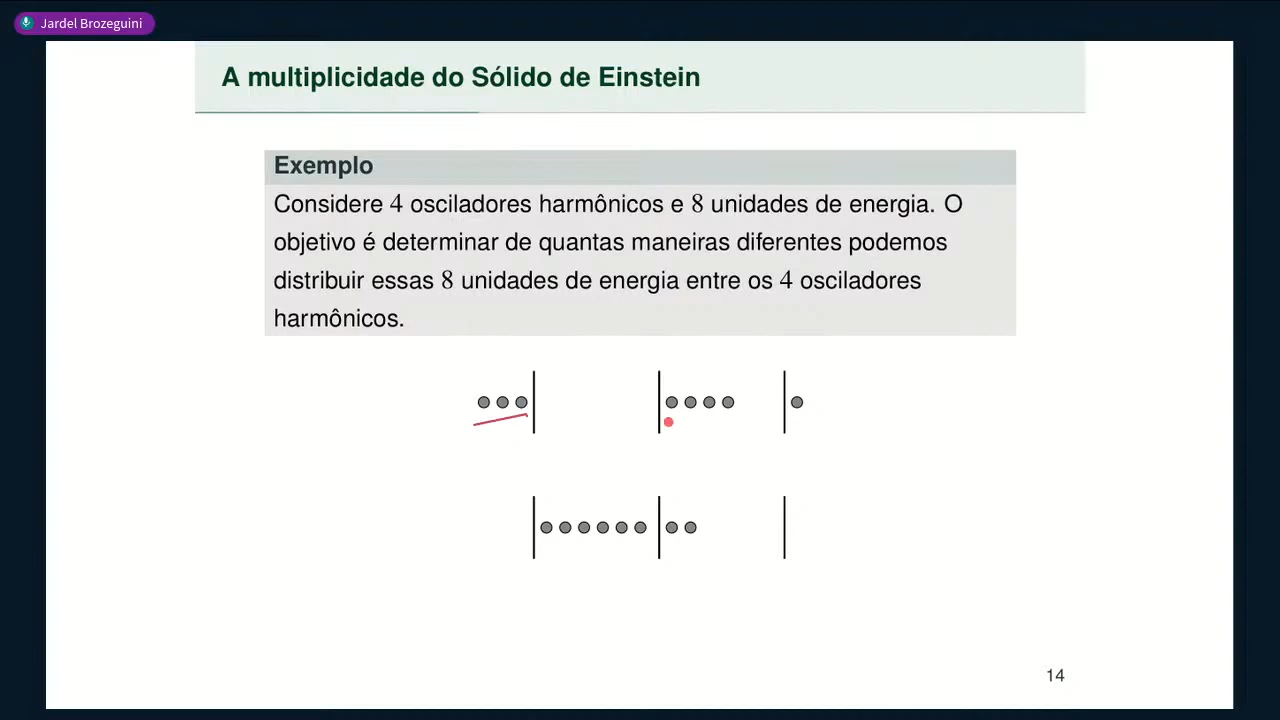 Jardel Brozeguini
A multiplicidade do Sólido de Einstein
Exemplo
Considere 4 osciladores harmônicos e 8 unidades de energia. O
objetivo é determinar de quantas maneiras diferentes podemos
distribuir essas 8 unidades de energia entre os 4 osciladores
harmônicos.
14